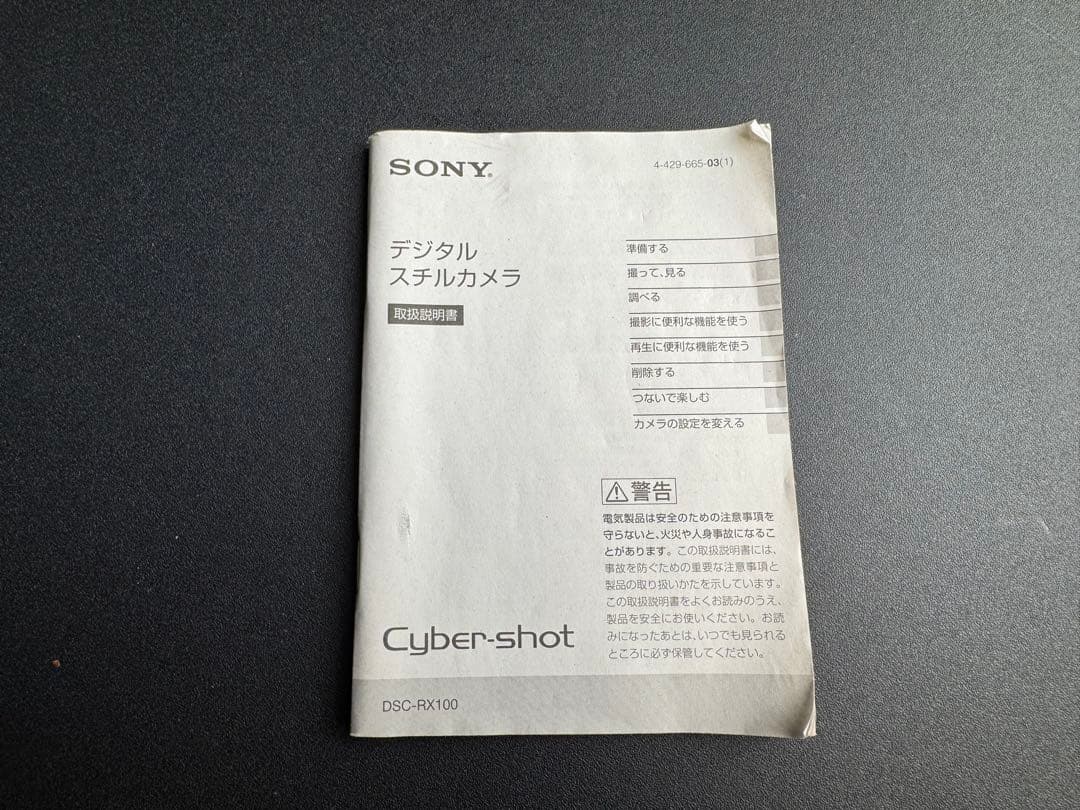 SONY®
4-429-665-03(1)
デジタル
スチルカメラ
取扱説明書
準備する
撮って、見る
調べる
撮影に便利な機能を使う
再生に便利な機能を使う
削除する
つないで楽しむ
カメラの設定を変える
⚠警告
電気製品は安全のための注意事項を
守らないと、火災や人身事故になるこ
とがあります。この取扱説明書には、
事故を防ぐための重要な注意事項と
製品の取り扱いかたを示しています。
この取扱説明書をよくお読みのうえ、
製品を安全にお使いください。お読
みになったあとは、いつでも見られる
ところに必ず保管してください。
Cyber-shot
DSC-RX100